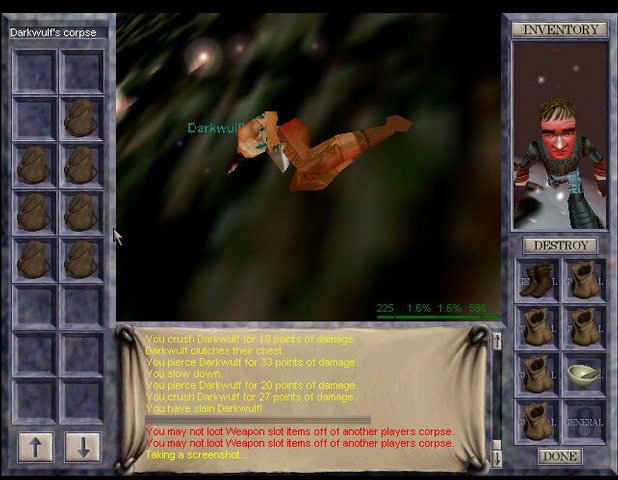 Darkwulf's corpse
INVENTORY
Darkwulf
DESTROY
225 1.6% 1.6% 586
You crush Darkwulf for 18 points of damage.
Darkwulf clutches their chest.
You pierce Darkwulf for 33 points of damage.
You slow down.
You pierce Darkwulf for 20 points of damage.
You crush Darkwulf for 27 points of damage.
You have slain Darkwulf!
You may not loot Weapon slot items off of another players corpse.
You may not loot Weapon slot items off of another players corpse.
Taking a screenshot...
GENERAL
DONE